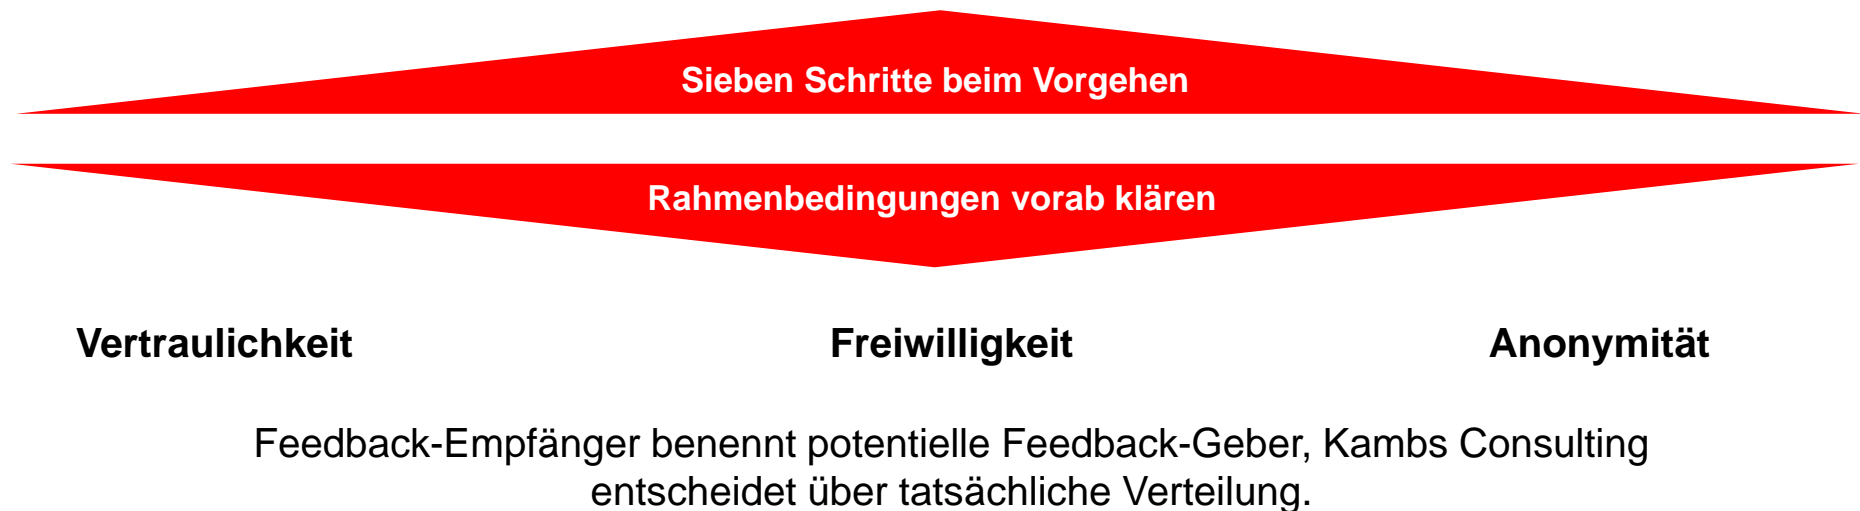 Sieben Schritte beim Vorgehen
Rahmenbedingungen vorab klären
Vertraulichkeit Freiwilligkeit Anonymität
Feedback-Empfänger benennt potentielle Feedback-Geber, Kambs Consulting
entscheidet über tatsächliche Verteilung.